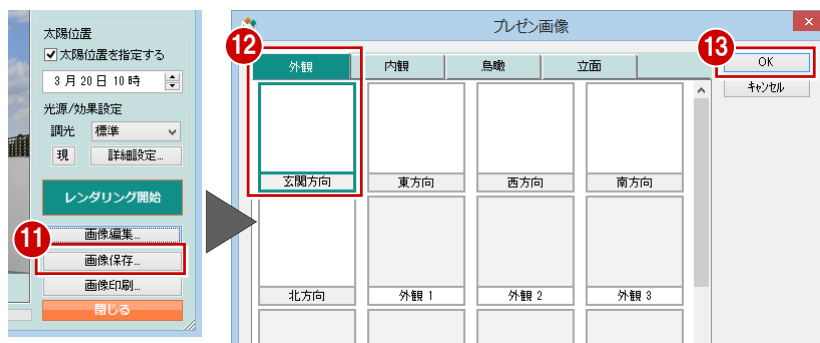 太陽位置
太陽位置を指定する
3 月 20 日 10 時
光源/効果設定
調光 標準
現 詳細設定...
レンダリング開始
画像編集...
11
画像保存...
画像印刷...
閉じる
プレゼン画像
12
13
外観 内観 鳥瞰 立面
OK
キャンセル
玄関方向 東方向 西方向 南方向
北方向 外観 1 外観 2 外観 3